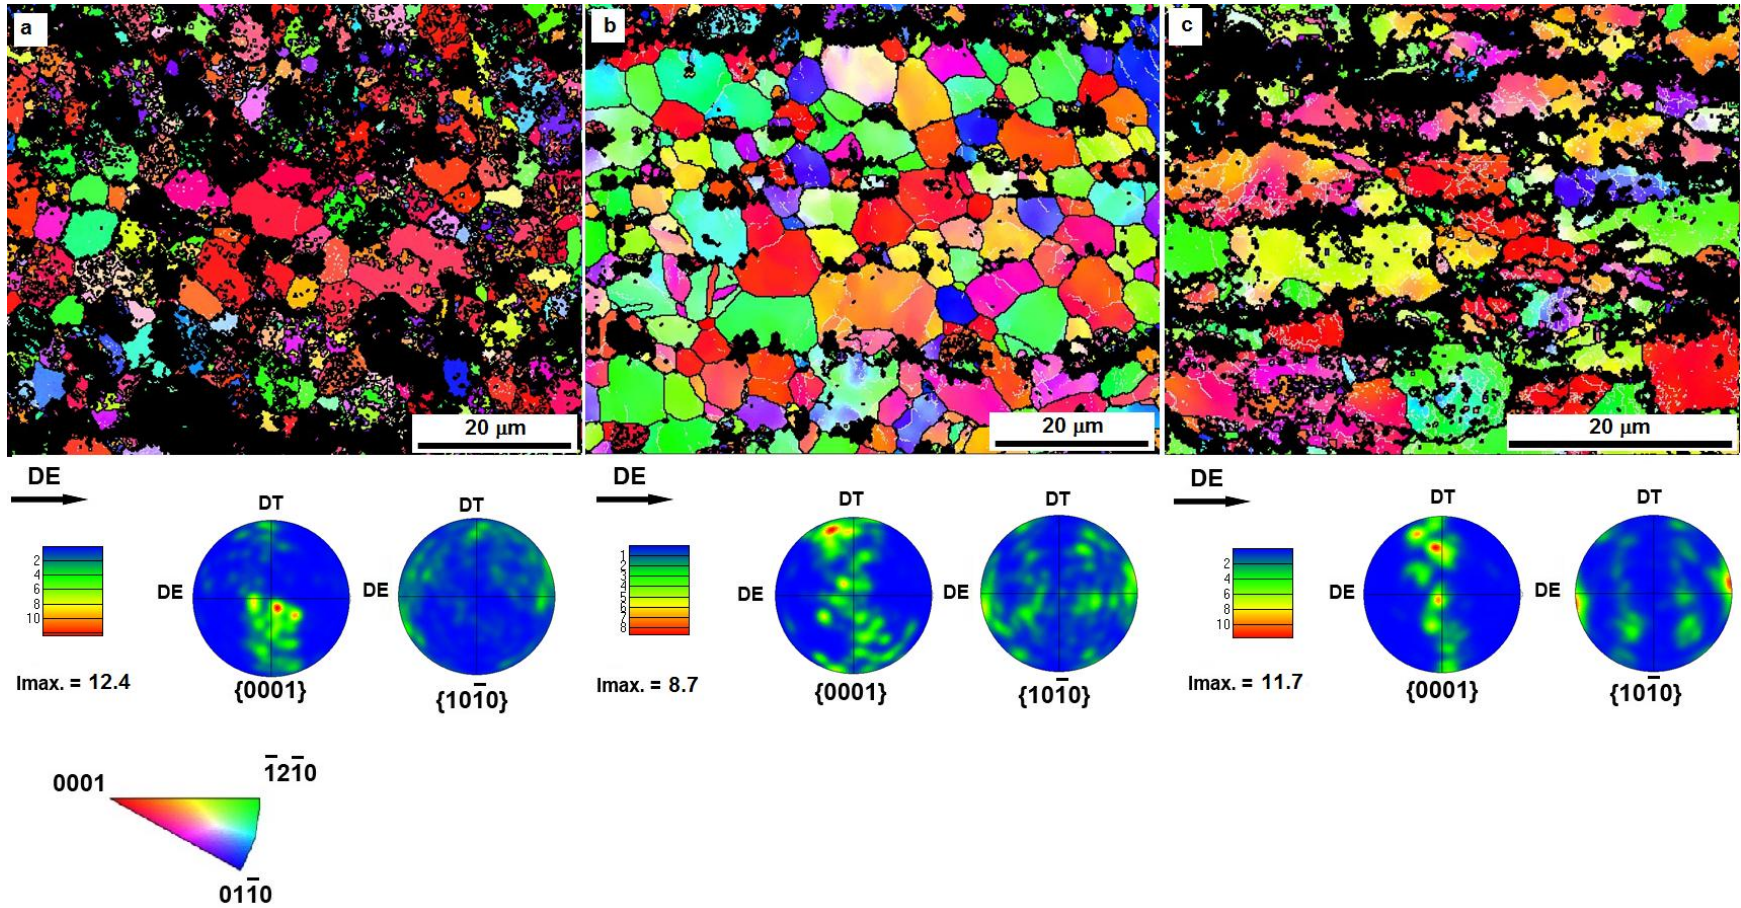 a
b
c
20 µm
20 µm
20 µm
DE
DE
DE
DT
DT
DT
DT
DT
DT
2
4
6
8
10
1
2
3
4
5
6
7
8
2
4
6
8
10
DE
DE
DE
DE
DE
DE
Imax. = 12.4
Imax. = 8.7
Imax. = 11.7
{0001}
{101̅0}
{0001}
{101̅0}
{0001}
{101̅0}
0001
1̅21̅0
011̅0